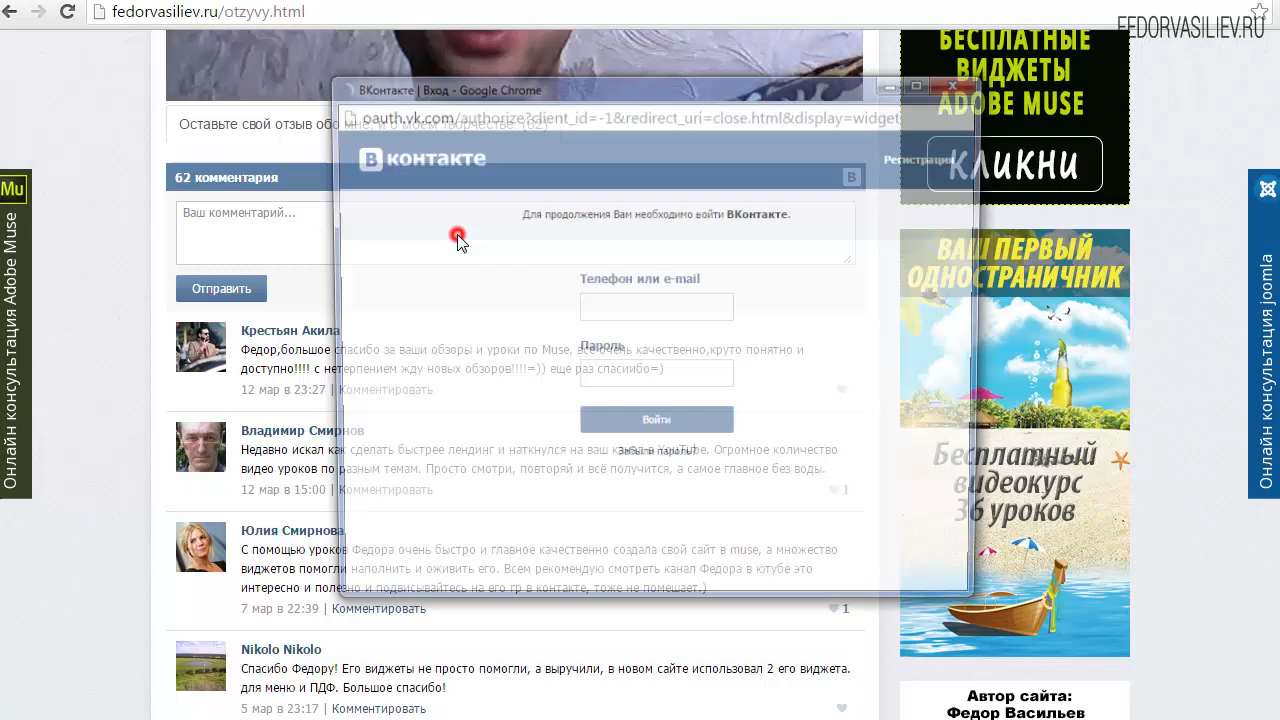 fedorvasiliev.ru/otzyvy.html
FEDORVASILIEV.RU
БЕСПЛАТНЫЕ
ВИДЖЕТЫ
ADOBE MUSE
КЛИКНИ
ВКонтакте | Вход - Google Chrome
oauth.vk.com/authorize?client_id=-1&redirect_uri=close.html&display=widget
Оставьте свой отзыв обо мне, и о моем творчестве (62)
В контакте
Регистрация
62 комментария
Ваш комментарий...
Для продолжения Вам необходимо войти ВКонтакте.
Телефон или e-mail
Отправить
Пароль
Войти
Забыли пароль?
Крестьян Акила
Федор,большое спасибо за ваши обзоры и уроки по Muse, все очень качественно,круто понятно и
доступно!!!! с нетерпением жду новых обзоров!!!!=)) еще раз спасиибо=)
12 мар в 23:27 | Комментировать
Владимир Смирнов
Недавно искал как сделать быстрее лендинг и наткнулся на ваш канал в YouTube. Огромное количество
видео уроков по разным темам. Просто смотри, повторяй и всё получится, а самое главное без воды.
12 мар в 15:00 | Комментировать
1
Юлия Смирнова
С помощью уроков Федора очень быстро и главное качественно создала свой сайт в muse, а множество
виджетов помогли наполнить и оживить его. Всем рекомендую смотреть канал Федора в ютубе это
интересно и полезно, подписывайтесь на его гр в контакте, тоже не помешает.)
7 мар в 22:39 | Комментировать
1
Nikolo Nikolo
Спасибо Федору! Его виджеты не просто помогли, а выручили, в новом сайте использовал 2 его виджета.
для меню и ПДФ. Большое спасибо!
5 мар в 23:17 | Комментировать
ВАШ ПЕРВЫЙ
ОДНОСТРАНИЧНИК
Бесплатный
видеокурс
36 уроков
Автор сайта:
Федор Васильев
Mu
Онлайн консультация Adobe Muse
Онлайн консультация joomla